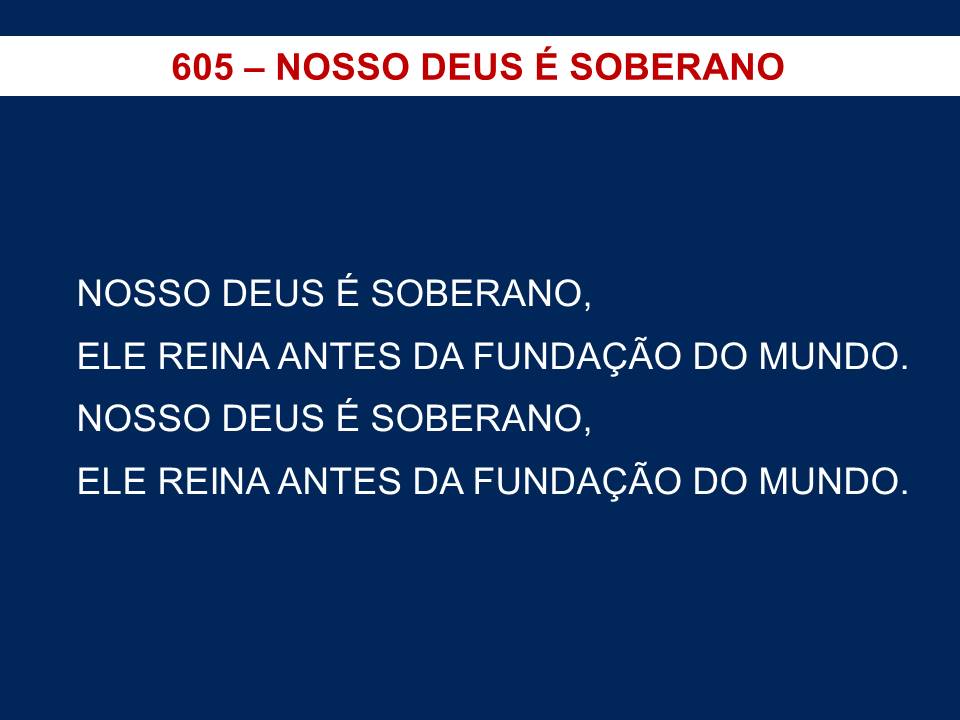 605 – NOSSO DEUS É SOBERANO
NOSSO DEUS É SOBERANO,
ELE REINA ANTES DA FUNDAÇÃO DO MUNDO.
NOSSO DEUS É SOBERANO,
ELE REINA ANTES DA FUNDAÇÃO DO MUNDO.